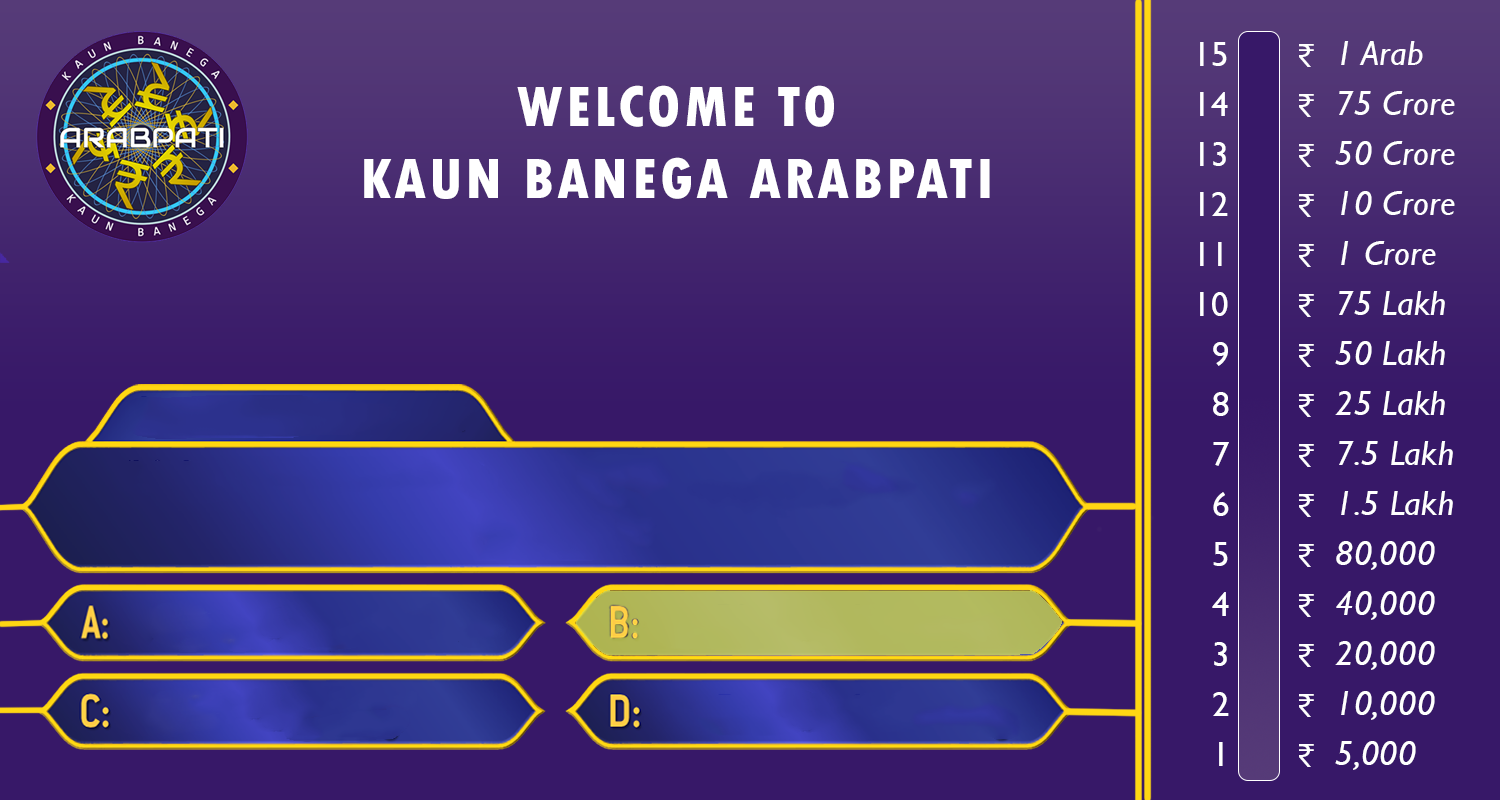 KAUN BANEGA
ARABPATI
KAUN BANEGA
WELCOME TO
KAUN BANEGA ARABPATI
A:
B:
C:
D:
15 ₹ 1 Arab
14 ₹ 75 Crore
13 ₹ 50 Crore
12 ₹ 10 Crore
11 ₹ 1 Crore
10 ₹ 75 Lakh
9 ₹ 50 Lakh
8 ₹ 25 Lakh
7 ₹ 7.5 Lakh
6 ₹ 1.5 Lakh
5 ₹ 80,000
4 ₹ 40,000
3 ₹ 20,000
2 ₹ 10,000
1 ₹ 5,000